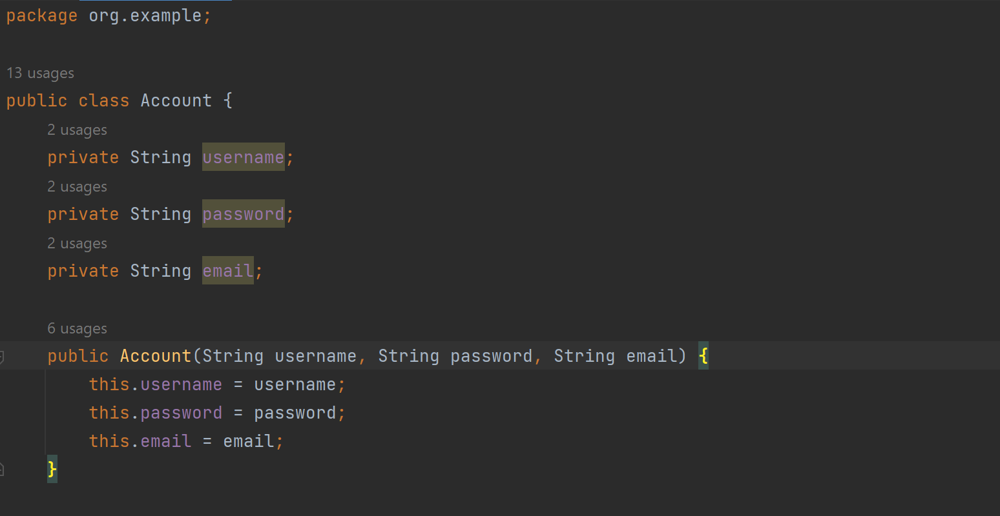 package org.example;
13 usages
public class Account {
2 usages
private String username;
2 usages
private String password;
2 usages
private String email;
6 usages
public Account(String username, String password, String email) {
this.username = username;
this.password = password;
this.email = email;
}